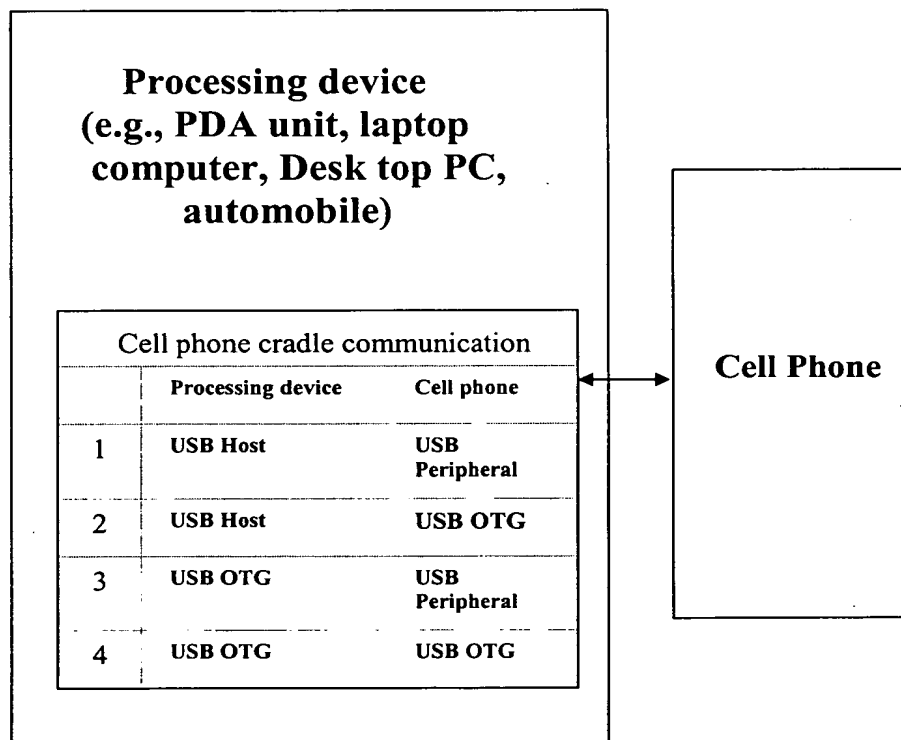 Processing device
(e.g., PDA unit, laptop
computer, Desk top PC,
automobile)
Cell phone cradle communication
Processing device Cell phone
1 USB Host USB
Peripheral
2 USB Host USB OTG
3 USB OTG USB
Peripheral
4 USB OTG USB OTG
Cell Phone